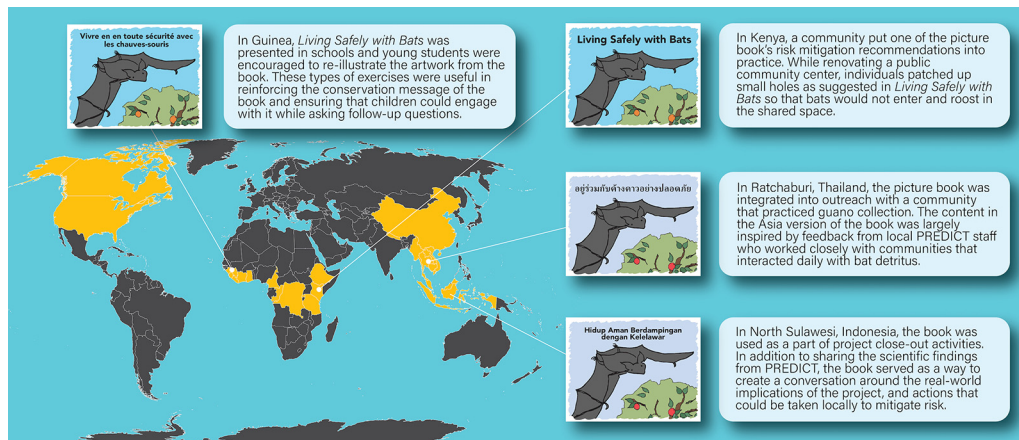 Vivre en en toute sécurité avec
les chauves-souris
In Guinea, Living Safely with Bats was
presented in schools and young students were
encouraged to re-illustrate the artwork from the
book. These types of exercises were useful in
reinforcing the conservation message of the
book and ensuring that children could engage
with it while asking follow-up questions.
Living Safely with Bats
In Kenya, a community put one of the picture
book's risk mitigation recommendations into
practice. While renovating a public
community center, individuals patched up
small holes as suggested in Living Safely with
Bats so that bats would not enter and roost in
the shared space.
อยู่ร่วมกับค้างคาวอย่างปลอดภัย
In Ratchaburi, Thailand, the picture book was
integrated into outreach with a community
that practiced guano collection. The content in
the Asia version of the book was largely
inspired by feedback from local PREDICT staff
who worked closely with communities that
interacted daily with bat detritus.
Hidup Aman Berdampingan
dengan Kelelawar
In North Sulawesi, Indonesia, the book was
used as a part of project close-out activities.
In addition to sharing the scientific findings
from PREDICT, the book served as a way to
create a conversation around the real-world
implications of the project, and actions that
could be taken locally to mitigate risk.